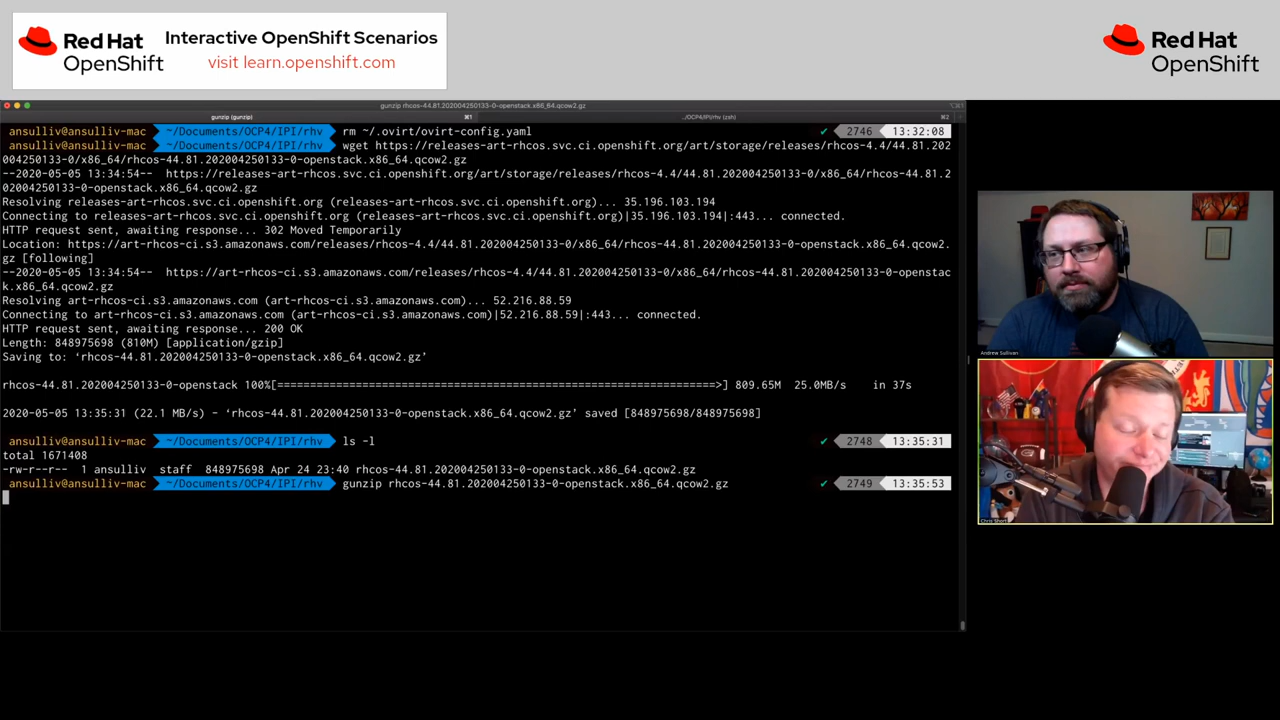 Red Hat
OpenShift
Interactive OpenShift Scenarios
visit learn.openshift.com
Red Hat
OpenShift
gunzip rhcos-44.81.202004250133-0-openstack.x86_64.qcow2.gz
gunzip (gunzip) ⌘1 ../OCP4/IPI/rhv (zsh) ⌘2
ansulliv@ansulliv-mac ~/Documents/OCP4/IPI/rhv rm ~/.ovirt/ovirt-config.yaml ✓ 2746 13:32:08
ansulliv@ansulliv-mac ~/Documents/OCP4/IPI/rhv wget https://releases-art-rhcos.svc.ci.openshift.org/art/storage/releases/rhcos-4.4/44.81.202
004250133-0/x86_64/rhcos-44.81.202004250133-0-openstack.x86_64.qcow2.gz
--2020-05-05 13:34:54-- https://releases-art-rhcos.svc.ci.openshift.org/art/storage/releases/rhcos-4.4/44.81.202004250133-0/x86_64/rhcos-44.81.2
02004250133-0-openstack.x86_64.qcow2.gz
Resolving releases-art-rhcos.svc.ci.openshift.org (releases-art-rhcos.svc.ci.openshift.org)... 35.196.103.194
Connecting to releases-art-rhcos.svc.ci.openshift.org (releases-art-rhcos.svc.ci.openshift.org)|35.196.103.194|:443... connected.
HTTP request sent, awaiting response... 302 Moved Temporarily
Location: https://art-rhcos-ci.s3.amazonaws.com/releases/rhcos-4.4/44.81.202004250133-0/x86_64/rhcos-44.81.202004250133-0-openstack.x86_64.qcow2.
gz [following]
--2020-05-05 13:34:54-- https://art-rhcos-ci.s3.amazonaws.com/releases/rhcos-4.4/44.81.202004250133-0/x86_64/rhcos-44.81.202004250133-0-openstac
k.x86_64.qcow2.gz
Resolving art-rhcos-ci.s3.amazonaws.com (art-rhcos-ci.s3.amazonaws.com)... 52.216.88.59
Connecting to art-rhcos-ci.s3.amazonaws.com (art-rhcos-ci.s3.amazonaws.com)|52.216.88.59|:443... connected.
HTTP request sent, awaiting response... 200 OK
Length: 848975698 (810M) [application/gzip]
Saving to: ‘rhcos-44.81.202004250133-0-openstack.x86_64.qcow2.gz’
rhcos-44.81.202004250133-0-openstack 100%[======================================================>] 809.65M 25.0MB/s in 37s
2020-05-05 13:35:31 (22.1 MB/s) – ‘rhcos-44.81.202004250133-0-openstack.x86_64.qcow2.gz’ saved [848975698/848975698]
ansulliv@ansulliv-mac ~/Documents/OCP4/IPI/rhv ls -l ✓ 2748 13:35:31
total 1671408
-rw-r--r-- 1 ansulliv staff 848975698 Apr 24 23:40 rhcos-44.81.202004250133-0-openstack.x86_64.qcow2.gz
ansulliv@ansulliv-mac ~/Documents/OCP4/IPI/rhv gunzip rhcos-44.81.202004250133-0-openstack.x86_64.qcow2.gz ✓ 2749 13:35:53
Andrew Sullivan
Chris Short